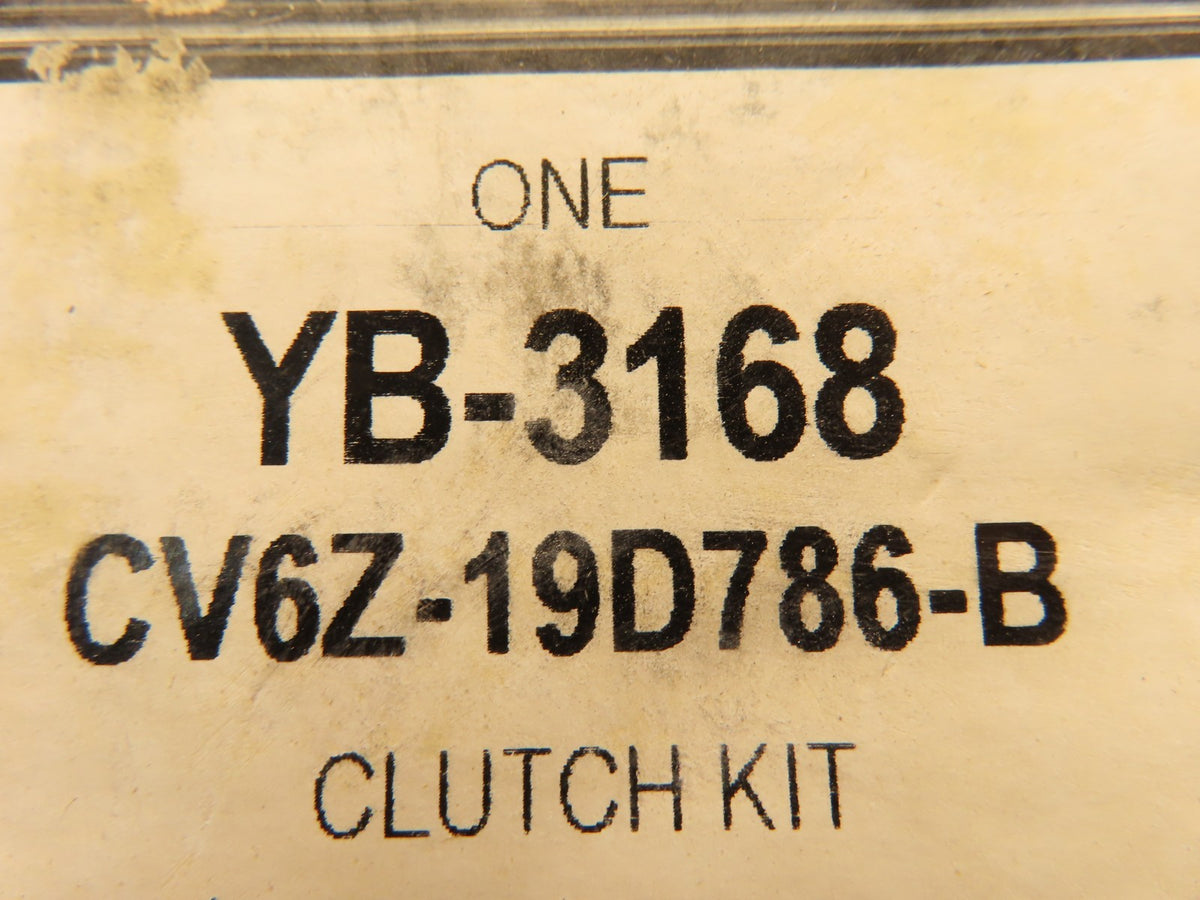 ONE
YB-3168
CV6Z-19D786-B
CLUTCH KIT